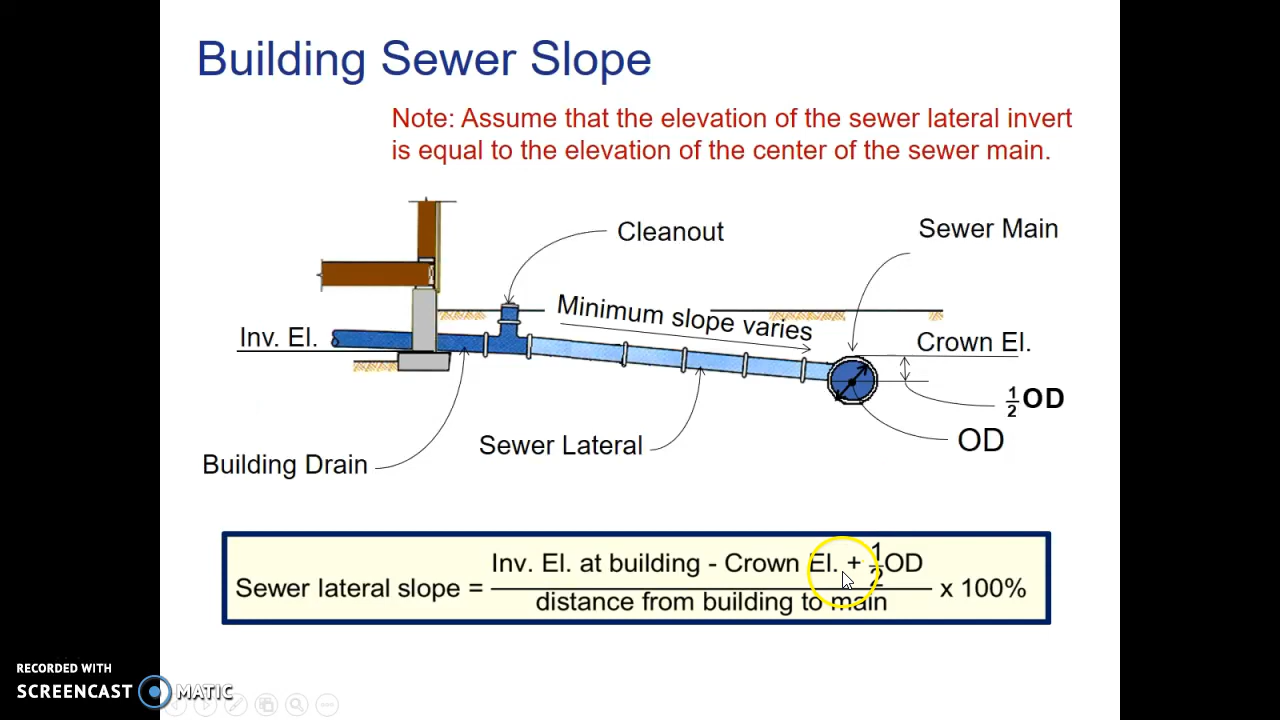 Building Sewer Slope
Note: Assume that the elevation of the sewer lateral invert
is equal to the elevation of the center of the sewer main.
Cleanout
Sewer Main
Minimum slope varies
Inv. El.
Crown El.
½OD
OD
Sewer Lateral
Building Drain
Inv. El. at building - Crown El. + ½OD
Sewer lateral slope = x 100%
distance from building to main
RECORDED WITH
SCREENCAST MATIC